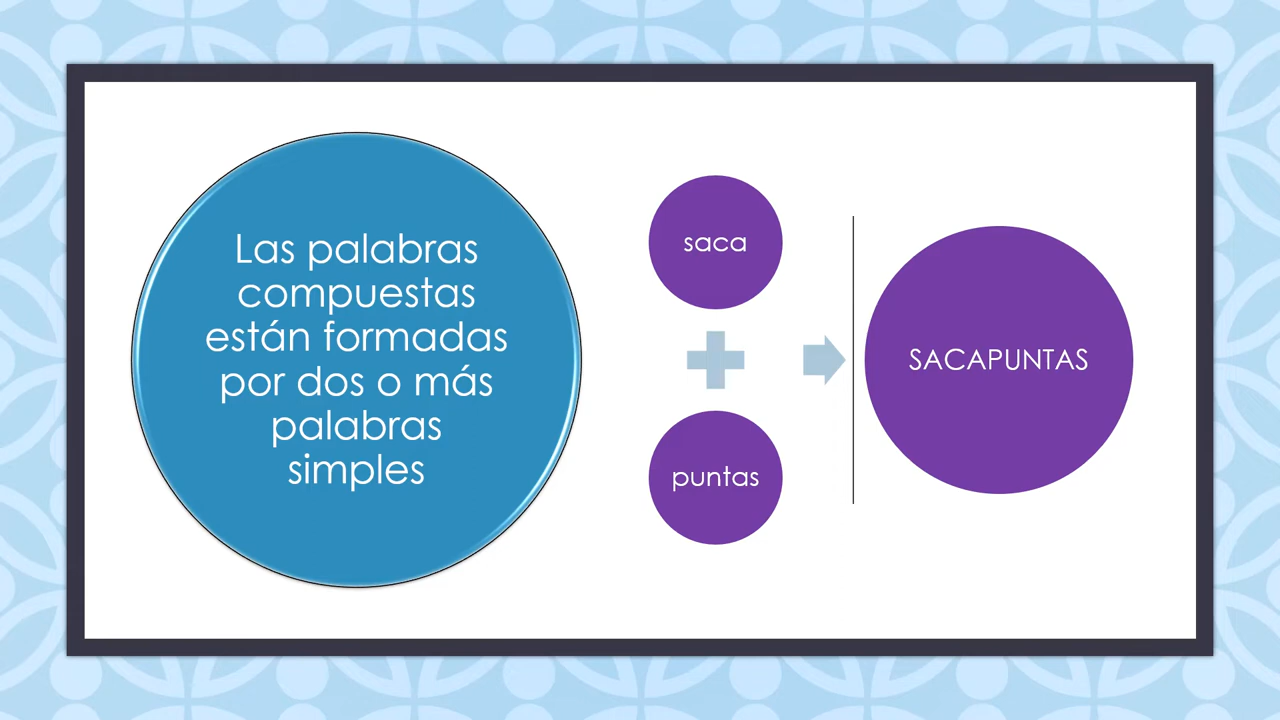 Las palabras
compuestas
están formadas
por dos o más
palabras
simples
saca
puntas
SACAPUNTAS